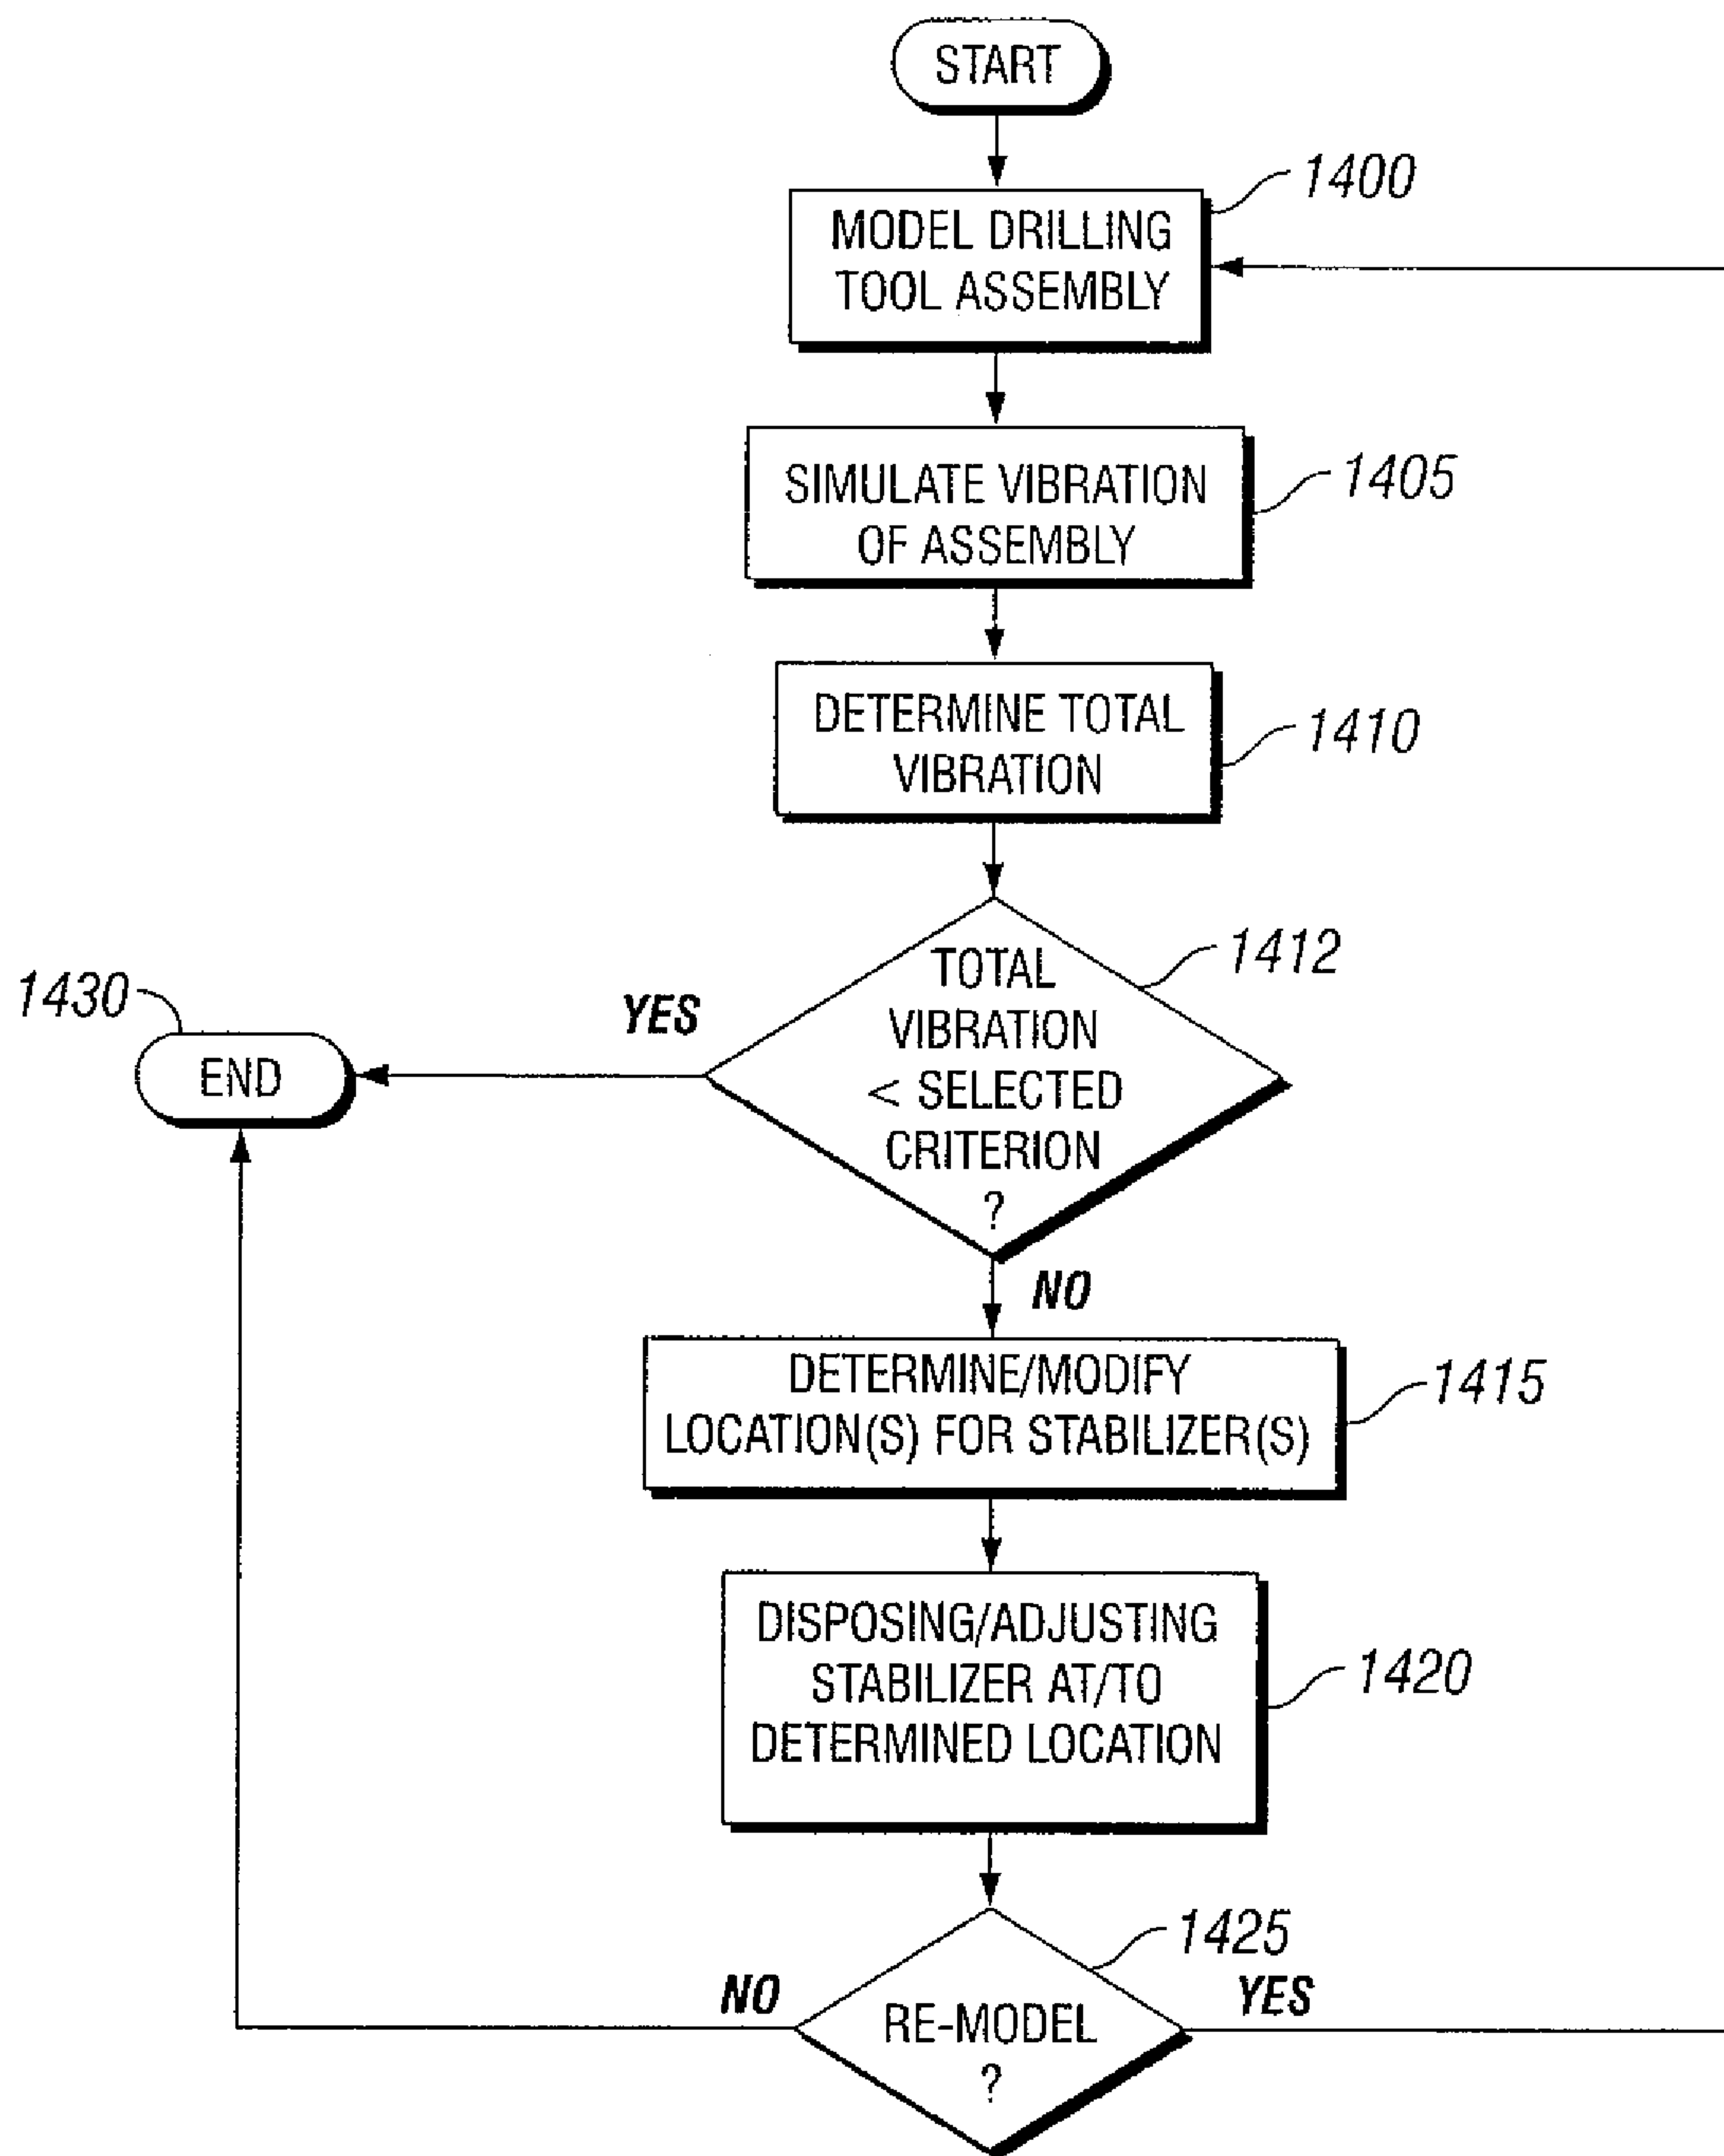 START
1400
MODEL DRILLING
TOOL ASSEMBLY
1405
SIMULATE VIBRATION
OF ASSEMBLY
DETERMINE TOTAL
VIBRATION
1410
1412
TOTAL
VIBRATION
< SELECTED
CRITERION
?
YES
1430
END
NO
DETERMINE/MODIFY
LOCATION(S) FOR STABILIZER(S)
1415
DISPOSING/ADJUSTING
STABILIZER AT/TO
DETERMINED LOCATION
1420
1425
NO
YES
RE-MODEL
?